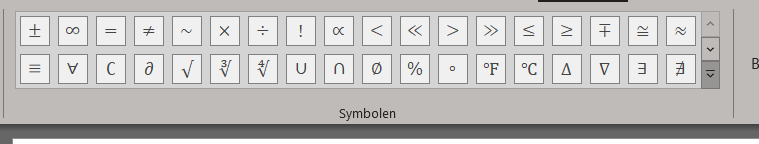 ± ∞ = ≠ ~ × ÷ ! ∝ < ≪ > ≫ ≤ ≥ ∓ ≅ ≈
≡ ∀ ∁ ∂ √ ∛ ∜ ∪ ∩ ∅ % ° °F °C ∆ ∇ ∃ ∄
B
Symbolen